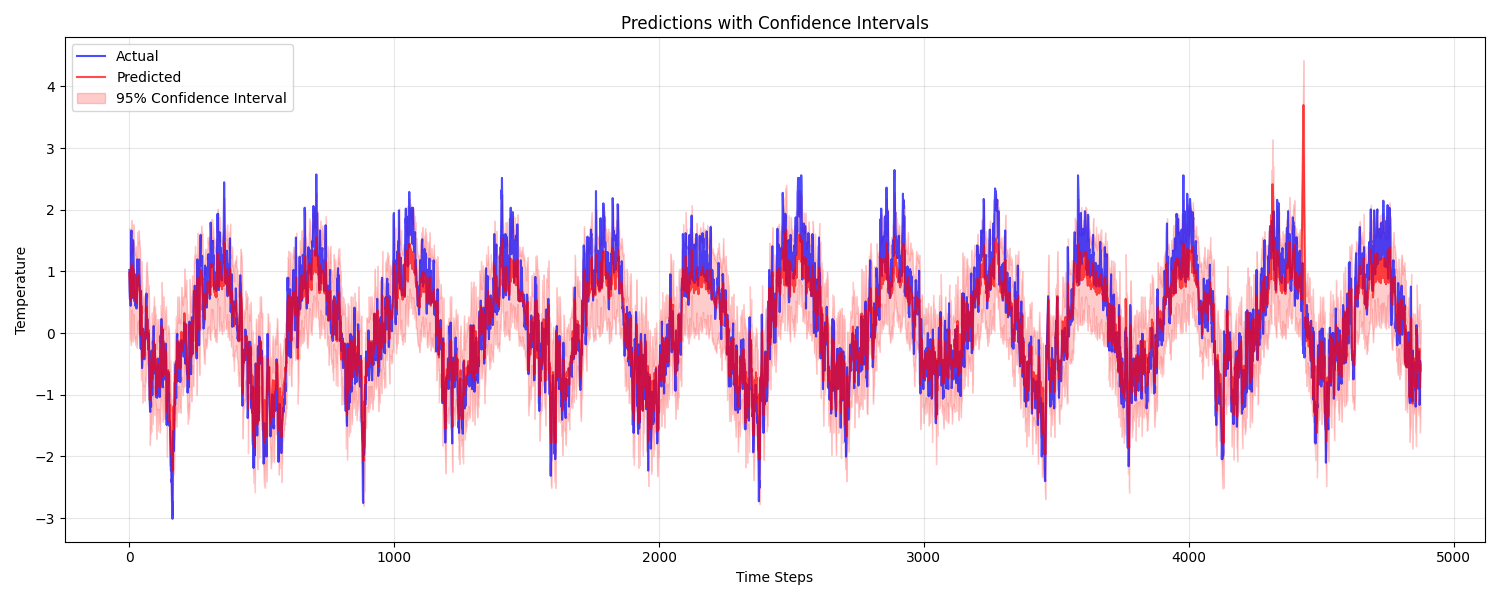 Predictions with Confidence Intervals
Actual
Predicted
95% Confidence Interval
Temperature
4
3
2
1
0
−1
−2
−3
0
1000
2000
3000
4000
5000
Time Steps